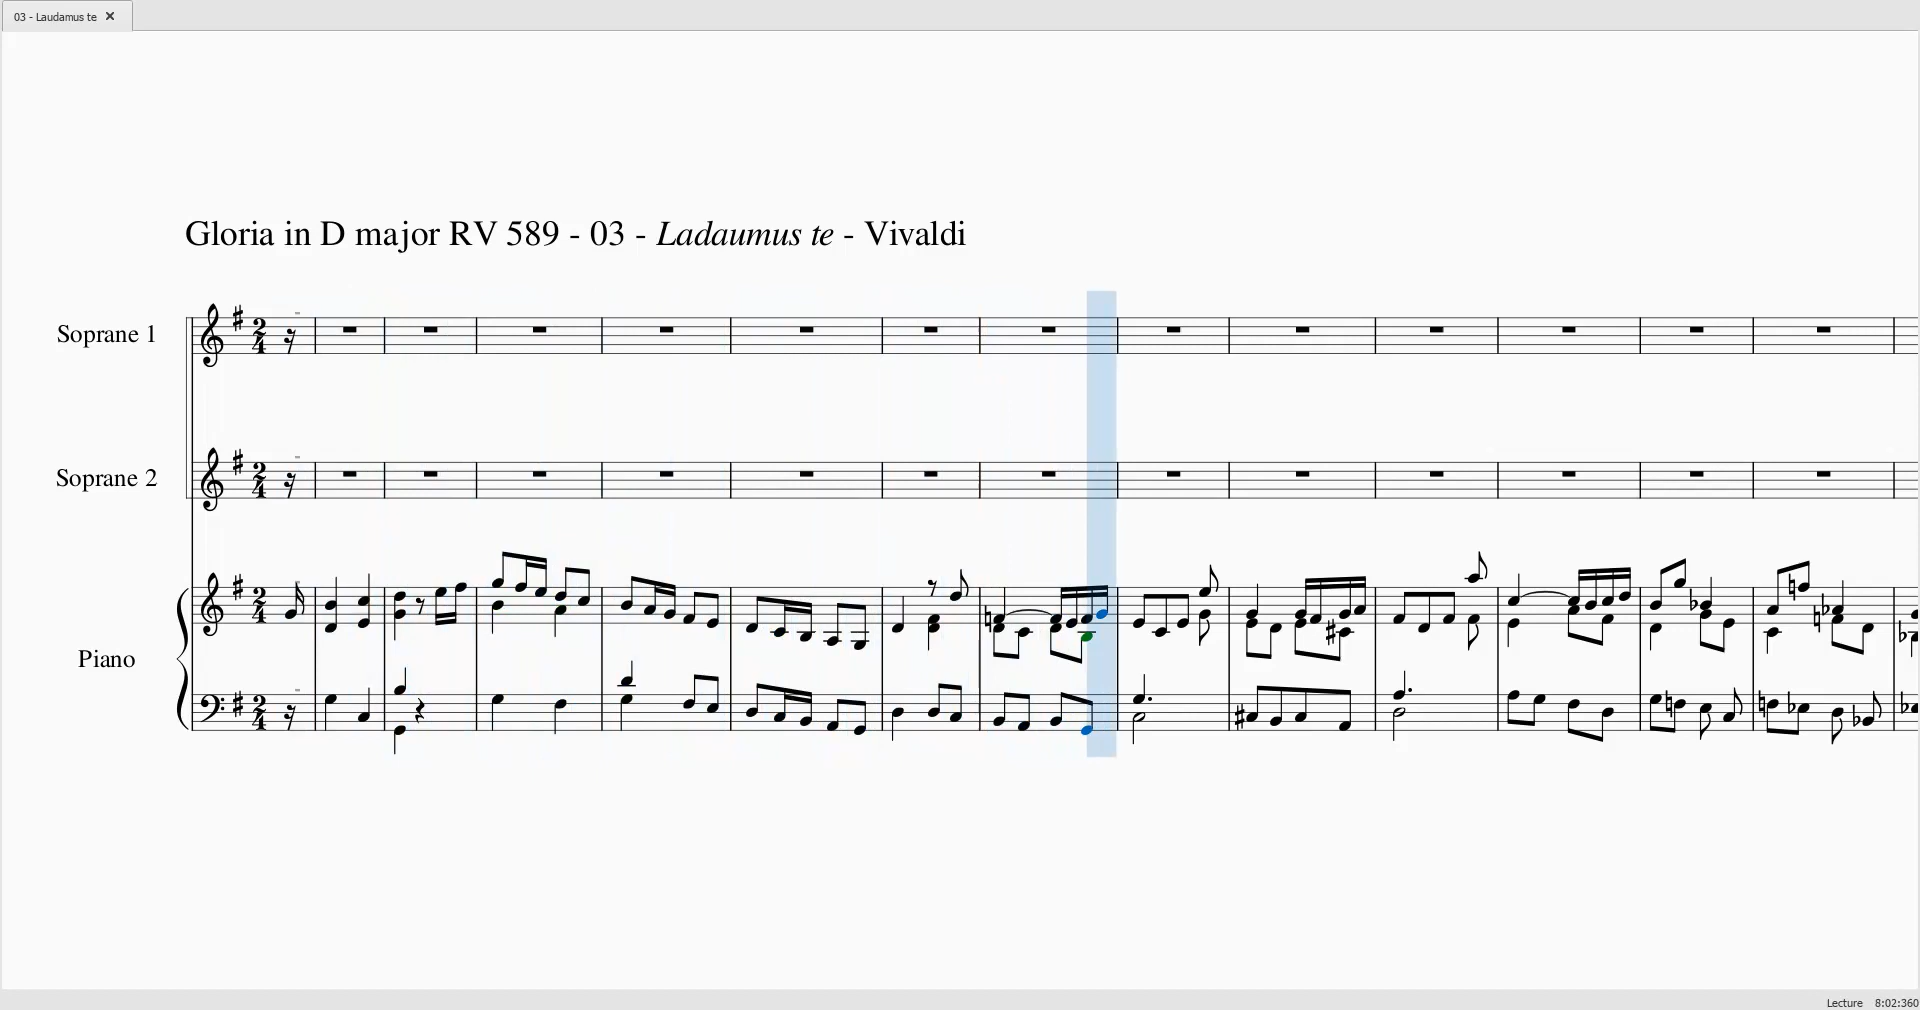 03 - Laudamus te ×
Gloria in D major RV 589 - 03 - Ladaumus te - Vivaldi
Soprane 1
Soprane 2
Piano
Lecture 8:02:360